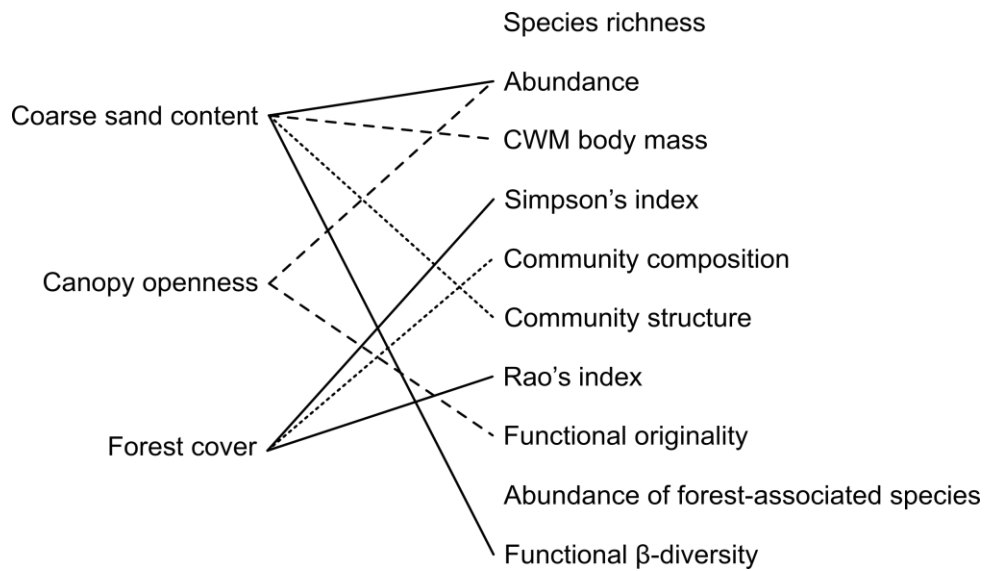 Species richness
Abundance
Coarse sand content
CWM body mass
Simpson’s index
Community composition
Canopy openness
Community structure
Rao’s index
Functional originality
Forest cover
Abundance of forest-associated species
Functional β-diversity